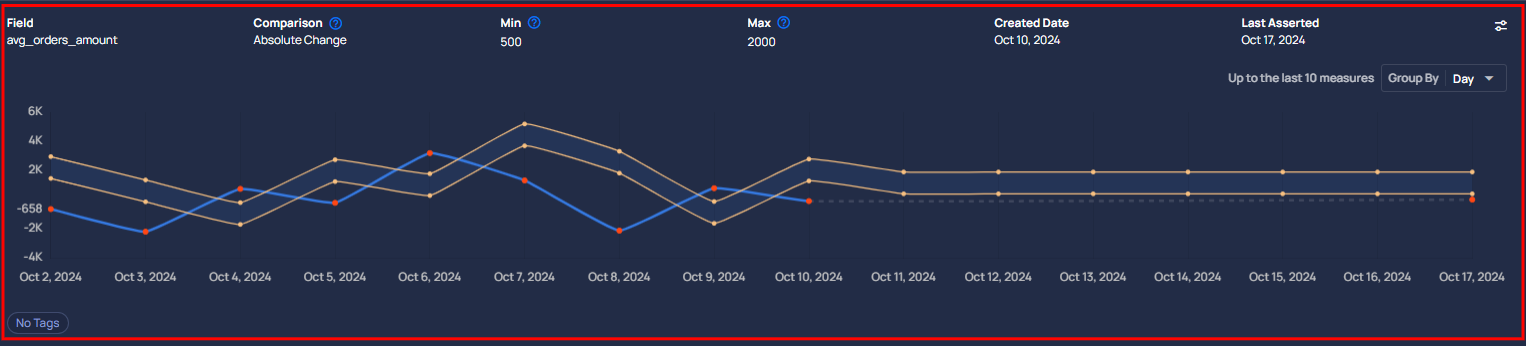 Field Comparison Min Max Created Date Last Asserted
avg_orders_amount Absolute Change 500 2000 Oct 10, 2024 Oct 17, 2024
Up to the last 10 measures Group By Day
6K
4K
2K
-658
-2K
-4K
Oct 2, 2024 Oct 3, 2024 Oct 4, 2024 Oct 5, 2024 Oct 6, 2024 Oct 7, 2024 Oct 8, 2024 Oct 9, 2024 Oct 10, 2024 Oct 11, 2024 Oct 12, 2024 Oct 13, 2024 Oct 14, 2024 Oct 15, 2024 Oct 16, 2024 Oct 17, 2024
No Tags